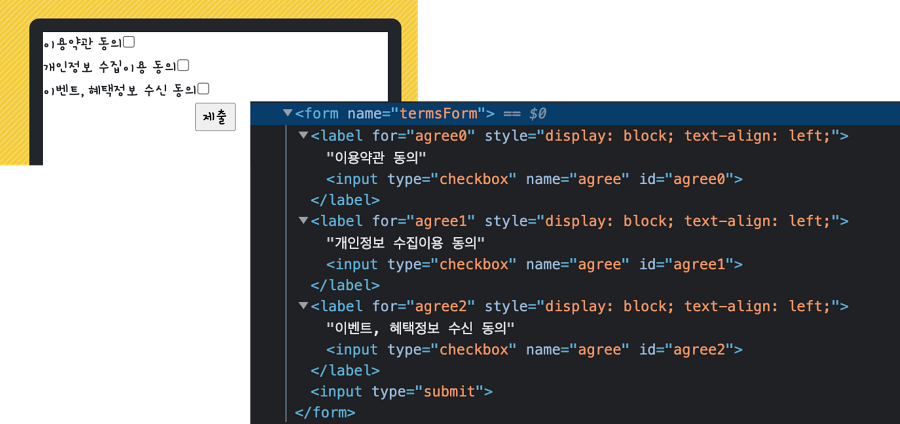 이용약관 동의
개인정보 수집이용 동의
이벤트, 혜택정보 수신 동의
제출
<form name="termsForm"> == $0
<label for="agree0" style="display: block; text-align: left;">
"이용약관 동의"
<input type="checkbox" name="agree" id="agree0">
</label>
<label for="agree1" style="display: block; text-align: left;">
"개인정보 수집이용 동의"
<input type="checkbox" name="agree" id="agree1">
</label>
<label for="agree2" style="display: block; text-align: left;">
"이벤트, 혜택정보 수신 동의"
<input type="checkbox" name="agree" id="agree2">
</label>
<input type="submit">
</form>